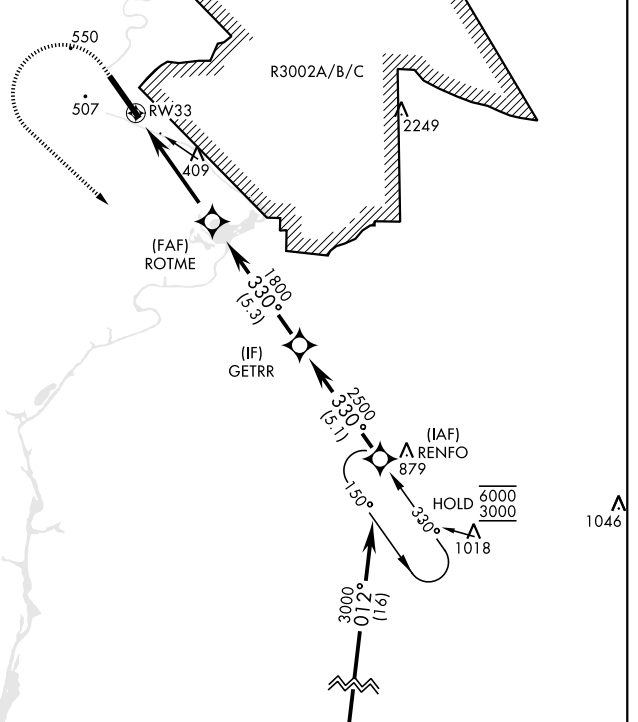 550
R3002A/B/C
507
RW33
2249
409
(FAF)
ROTME
1800
330°
(5.3)
(IF)
GETRR
2500
330°
(5.1)
(IAF)
RENFO
879
150°
330°
HOLD
6000
3000
1046
1018
3000
012°
(16)